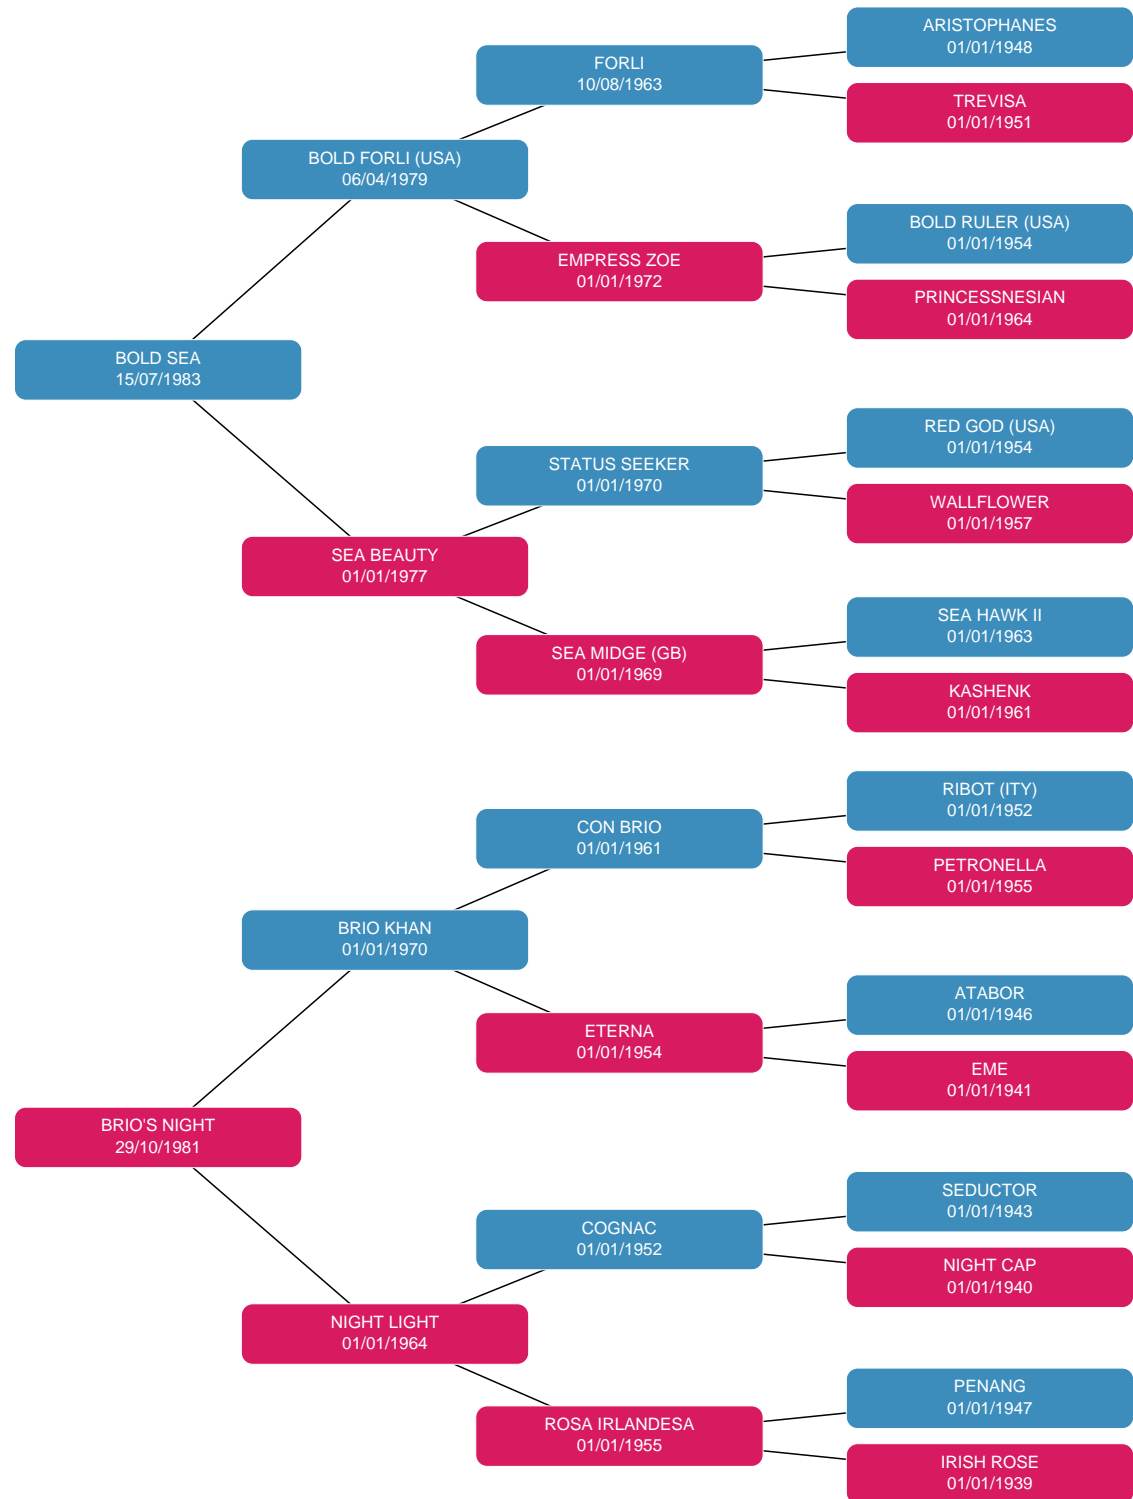 ARISTOPHANES
01/01/1948
FORLI
10/08/1963
TREVISA
01/01/1951
BOLD FORLI (USA)
06/04/1979
BOLD RULER (USA)
01/01/1954
EMPRESS ZOE
01/01/1972
PRINCESSNESIAN
01/01/1964
BOLD SEA
15/07/1983
RED GOD (USA)
01/01/1954
STATUS SEEKER
01/01/1970
WALLFLOWER
01/01/1957
SEA BEAUTY
01/01/1977
SEA HAWK II
01/01/1963
SEA MIDGE (GB)
01/01/1969
KASHENK
01/01/1961
RIBOT (ITY)
01/01/1952
CON BRIO
01/01/1961
PETRONELLA
01/01/1955
BRIO KHAN
01/01/1970
ATABOR
01/01/1946
ETERNA
01/01/1954
EME
01/01/1941
BRIO'S NIGHT
29/10/1981
SEDUCTOR
01/01/1943
COGNAC
01/01/1952
NIGHT CAP
01/01/1940
NIGHT LIGHT
01/01/1964
PENANG
01/01/1947
ROSA IRLANDESA
01/01/1955
IRISH ROSE
01/01/1939